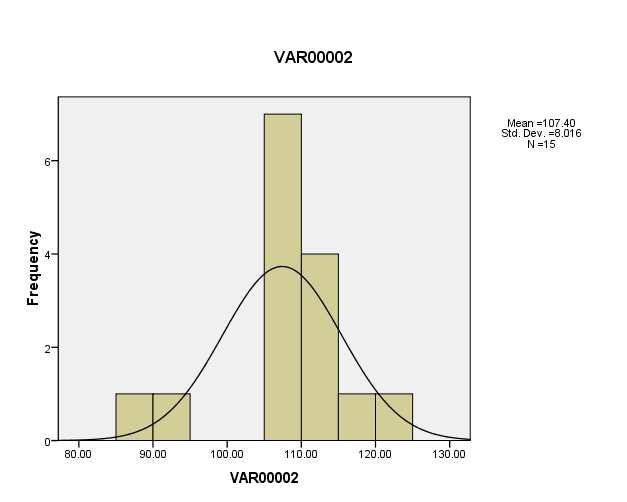 VAR00002
Mean =107.40
Std. Dev. =8.016
N =15
Frequency
6
4
2
0
80.00 90.00 100.00 110.00 120.00 130.00
VAR00002